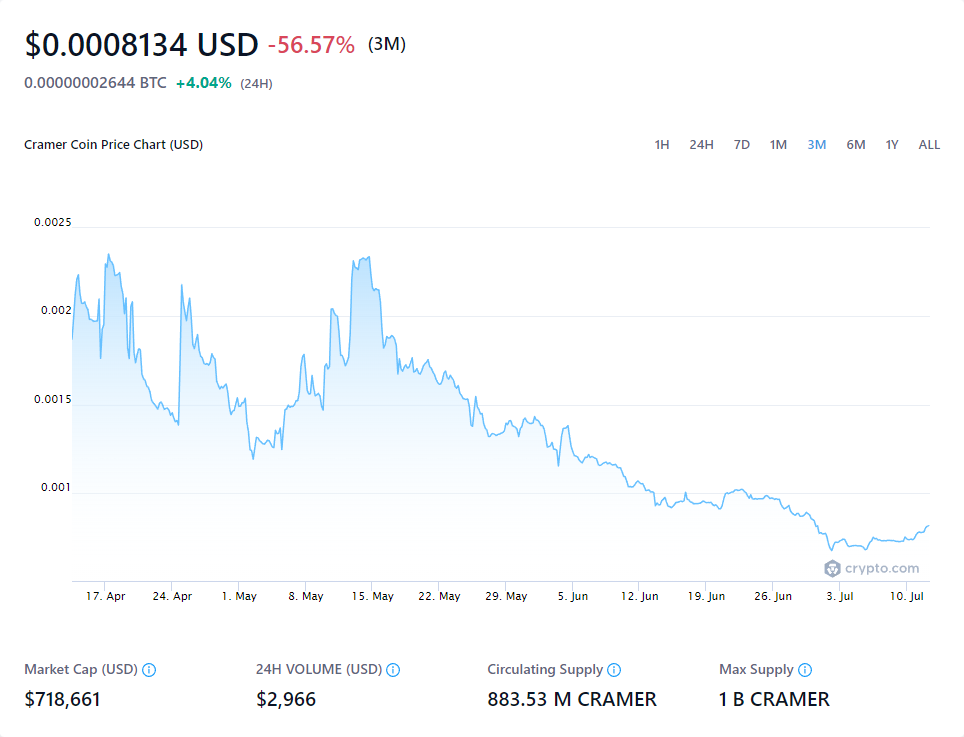 $0.0008134 USD -56.57% (3M)
0.00000002644 BTC +4.04% (24H)
Cramer Coin Price Chart (USD)
1H 24H 7D 1M 3M 6M 1Y ALL
0.0025
0.002
0.0015
0.001
crypto.com
17. Apr 24. Apr 1. May 8. May 15. May 22. May 29. May 5. Jun 12. Jun 19. Jun 26. Jun 3. Jul 10. Jul
Market Cap (USD) 24H VOLUME (USD) Circulating Supply Max Supply
$718,661 $2,966 883.53 M CRAMER 1 B CRAMER